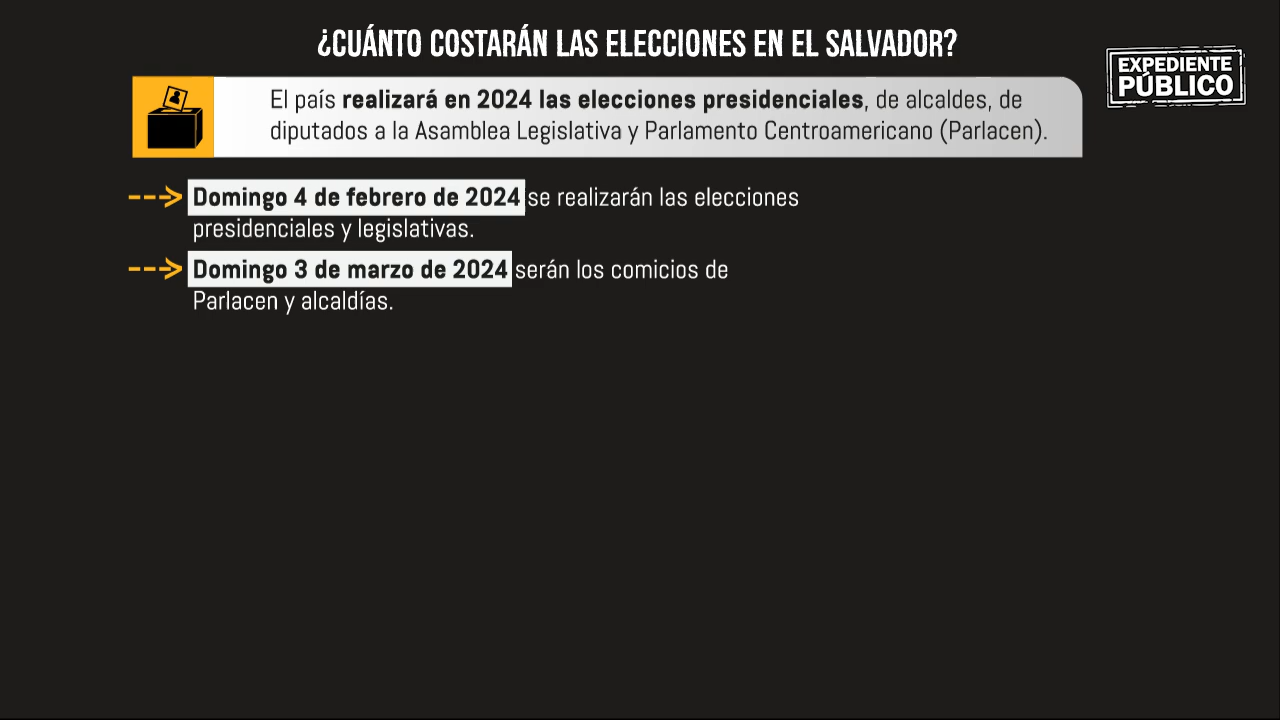 ¿CUÁNTO COSTARÁN LAS ELECCIONES EN EL SALVADOR?
EXPEDIENTE
PÚBLICO
El país realizará en 2024 las elecciones presidenciales, de alcaldes, de
diputados a la Asamblea Legislativa y Parlamento Centroamericano (Parlacen).
Domingo 4 de febrero de 2024 se realizarán las elecciones
presidenciales y legislativas.
Domingo 3 de marzo de 2024 serán los comicios de
Parlacen y alcaldías.